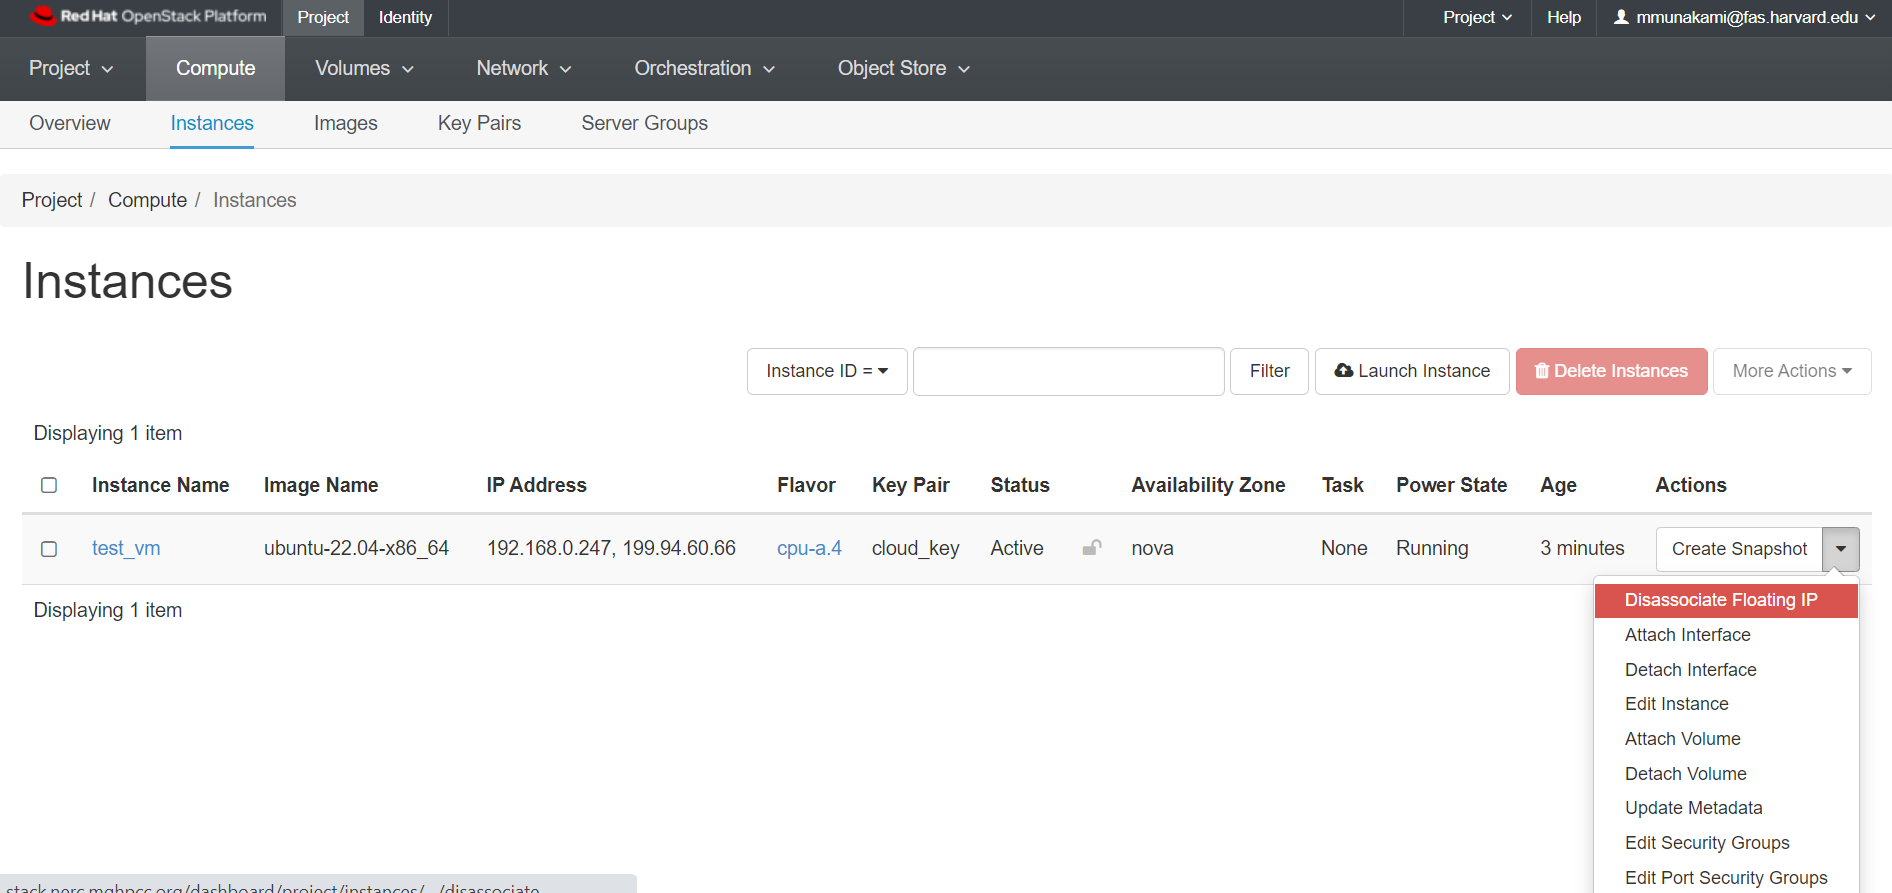 Red Hat OpenStack Platform Project Identity Project Help mmunakami@fas.harvard.edu
Project Compute Volumes Network Orchestration Object Store
Overview Instances Images Key Pairs Server Groups
Project / Compute / Instances
Instances
Instance ID = Filter Launch Instance Delete Instances More Actions
Displaying 1 item
Instance Name Image Name IP Address Flavor Key Pair Status Availability Zone Task Power State Age Actions
test_vm ubuntu-22.04-x86_64 192.168.0.247, 199.94.60.66 cpu-a.4 cloud_key Active nova None Running 3 minutes Create Snapshot
Displaying 1 item
Disassociate Floating IP
Attach Interface
Detach Interface
Edit Instance
Attach Volume
Detach Volume
Update Metadata
Edit Security Groups
Edit Port Security Groups
stack.nerc.mghpcc.org/dashboard/project/instances/.../disassociate